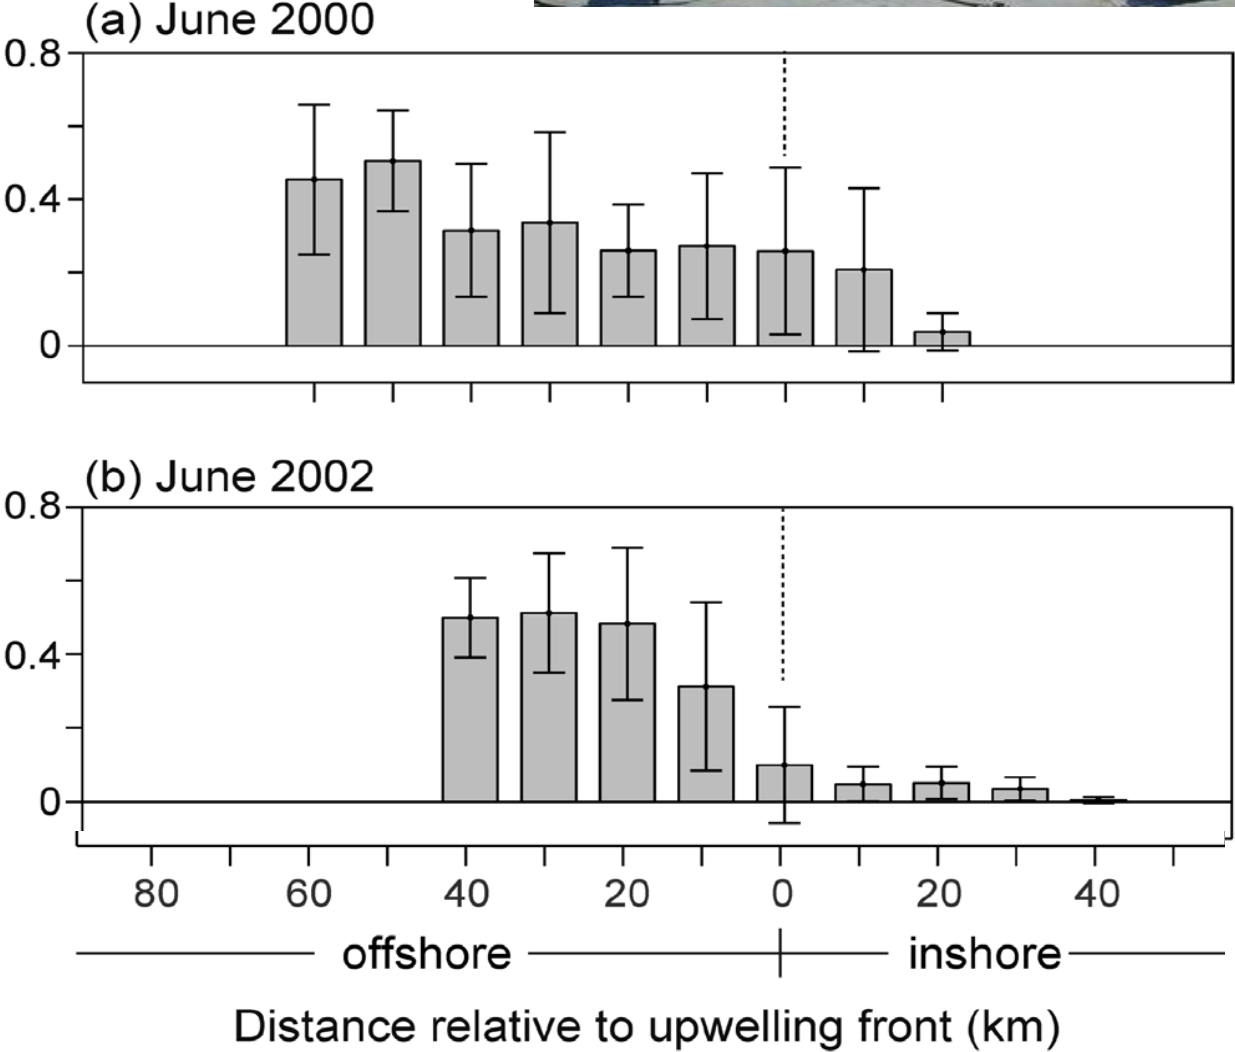 (a) June 2000
0.8
0.4
0
(b) June 2002
0.8
0.4
0
80 60 40 20 0 20 40
offshore inshore
Distance relative to upwelling front (km)